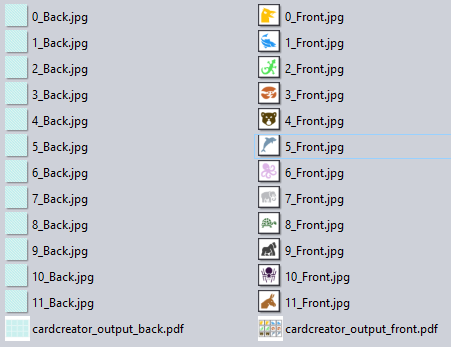 0_Back.jpg
1_Back.jpg
2_Back.jpg
3_Back.jpg
4_Back.jpg
5_Back.jpg
6_Back.jpg
7_Back.jpg
8_Back.jpg
9_Back.jpg
10_Back.jpg
11_Back.jpg
cardcreator_output_back.pdf
0_Front.jpg
1_Front.jpg
2_Front.jpg
3_Front.jpg
4_Front.jpg
5_Front.jpg
6_Front.jpg
7_Front.jpg
8_Front.jpg
9_Front.jpg
10_Front.jpg
11_Front.jpg
cardcreator_output_front.pdf